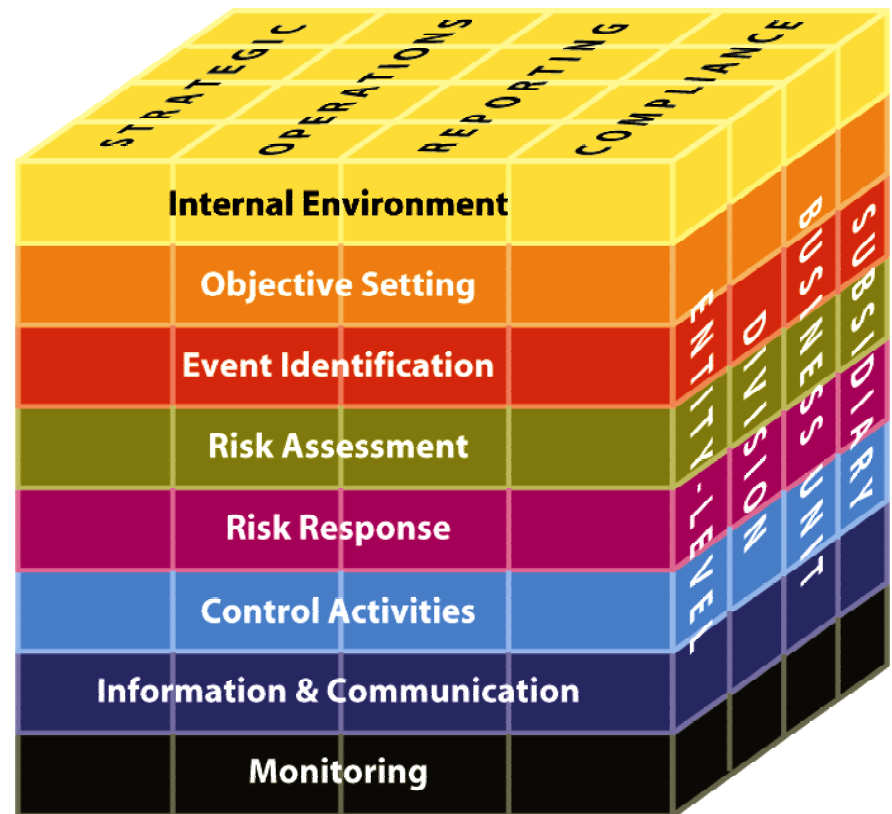 STRATEGIC
OPERATIONS
REPORTING
COMPLIANCE
Internal Environment
Objective Setting
Event Identification
Risk Assessment
Risk Response
Control Activities
Information & Communication
Monitoring
ENTITY-LEVEL
DIVISION
BUSINESS UNIT
SUBSIDIARY